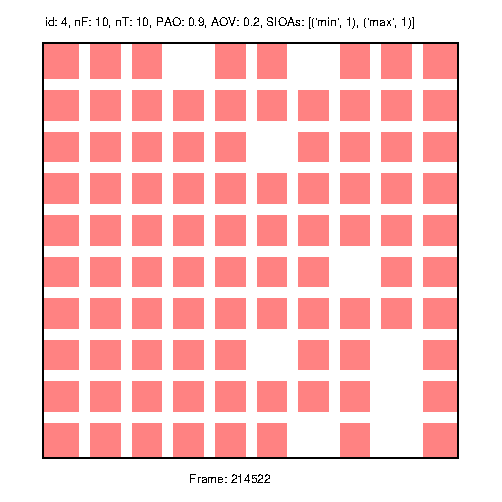 id: 4, nF: 10, nT: 10, PAO: 0.9, AOV: 0.2, SIOAs: [('min', 1), ('max', 1)]
Frame: 214522